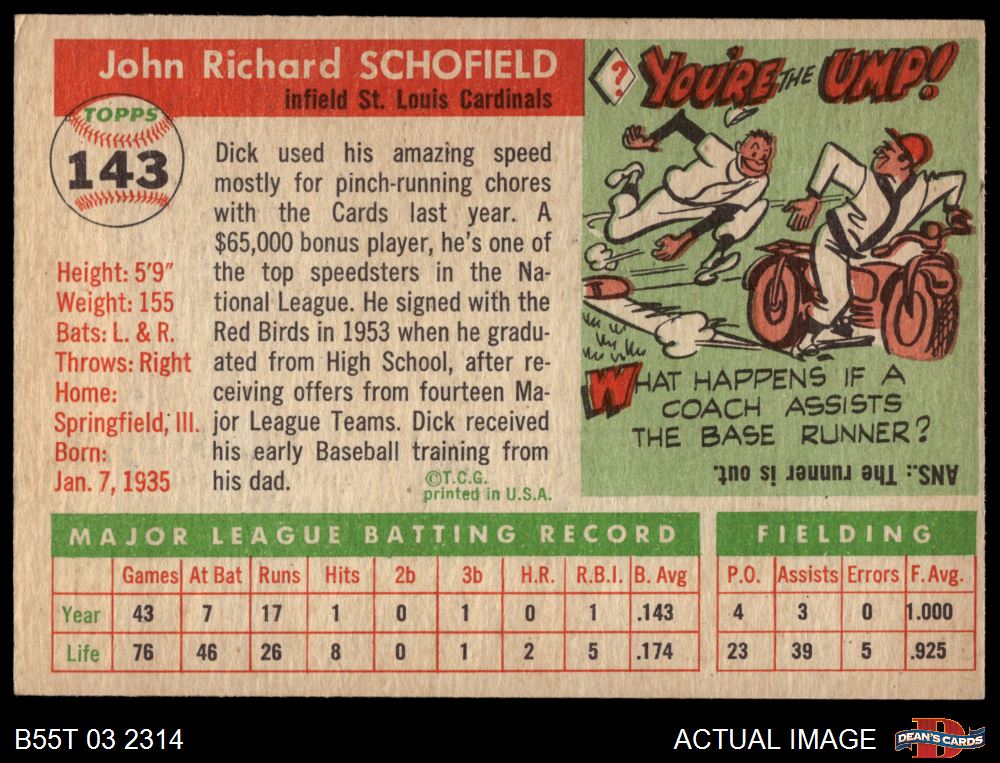 John Richard SCHOFIELD
infield St. Louis Cardinals
TOPPS
143
Height: 5'9"
Weight: 155
Bats: L. & R.
Throws: Right
Home:
Springfield, Ill.
Born:
Jan. 7, 1935
Dick used his amazing speed
mostly for pinch-running chores
with the Cards last year. A
$65,000 bonus player, he's one of
the top speedsters in the Na-
tional League. He signed with the
Red Birds in 1953 when he gradu-
ated from High School, after re-
ceiving offers from fourteen Ma-
jor League Teams. Dick received
his early Baseball training from
his dad.
©T.C.G.
printed in U.S.A.
?
YOU'RE THE UMP!
WHAT HAPPENS IF A
COACH ASSISTS
THE BASE RUNNER?
ANS.: The runner is out.
MAJOR LEAGUE BATTING RECORD
Games At Bat Runs Hits 2b 3b H.R. R.B.I. B. Avg
Year 43 7 17 1 0 1 0 1 .143
Life 76 46 26 8 0 1 2 5 .174
FIELDING
P.O. Assists Errors F. Avg.
4 3 0 1.000
23 39 5 .925
B55T 03 2314
ACTUAL IMAGE
D
DEAN'S CARDS